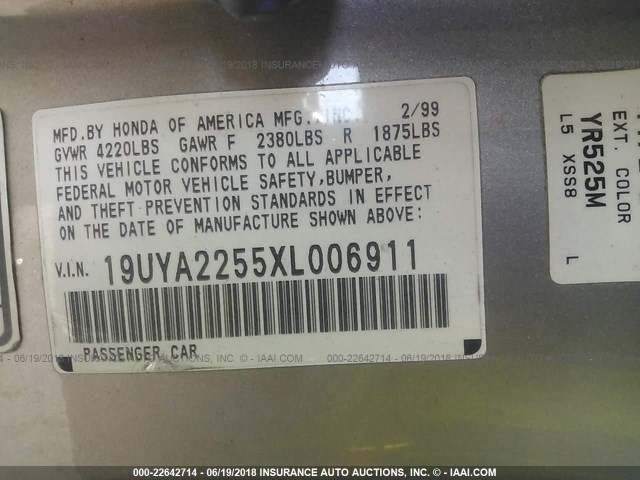 MFD.BY HONDA OF AMERICA MFG.,INC. 2/99
GVWR 4220LBS GAWR F 2380LBS R 1875LBS
THIS VEHICLE CONFORMS TO ALL APPLICABLE
FEDERAL MOTOR VEHICLE SAFETY,BUMPER,
AND THEFT PREVENTION STANDARDS IN EFFECT
ON THE DATE OF MANUFACTURE SHOWN ABOVE:
V.I.N. 19UYA2255XL006911
PASSENGER CAR
EXT. COLOR
YR525M
L5 XSS8 L
000-22642714 - 06/19/2018 INSURANCE AUTO AUCTIONS, INC. - © IAAI.COM